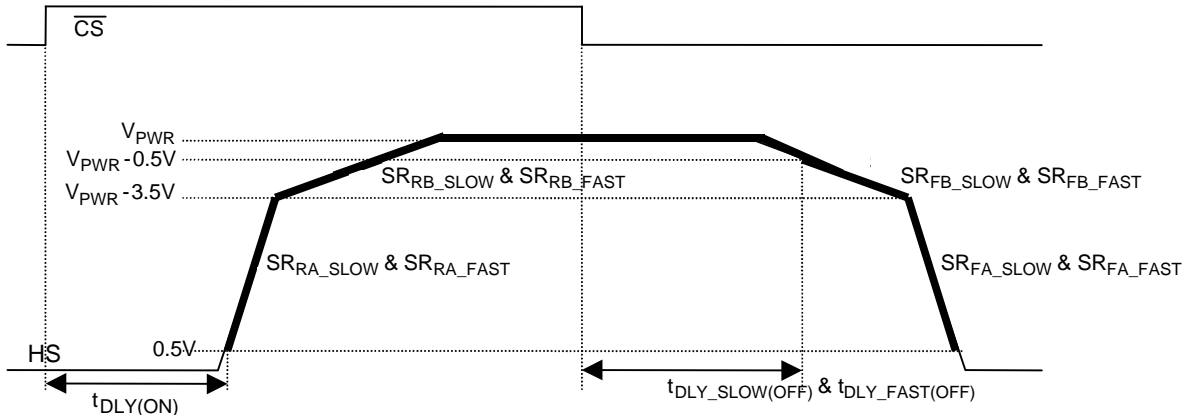 CS
V_PWR
V_PWR -0.5V
SR_RB_SLOW & SR_RB_FAST
SR_FB_SLOW & SR_FB_FAST
V_PWR -3.5V
SR_RA_SLOW & SR_RA_FAST
SR_FA_SLOW & SR_FA_FAST
HS
0.5V
t_DLY(ON)
t_DLY_SLOW(OFF) & t_DLY_FAST(OFF)